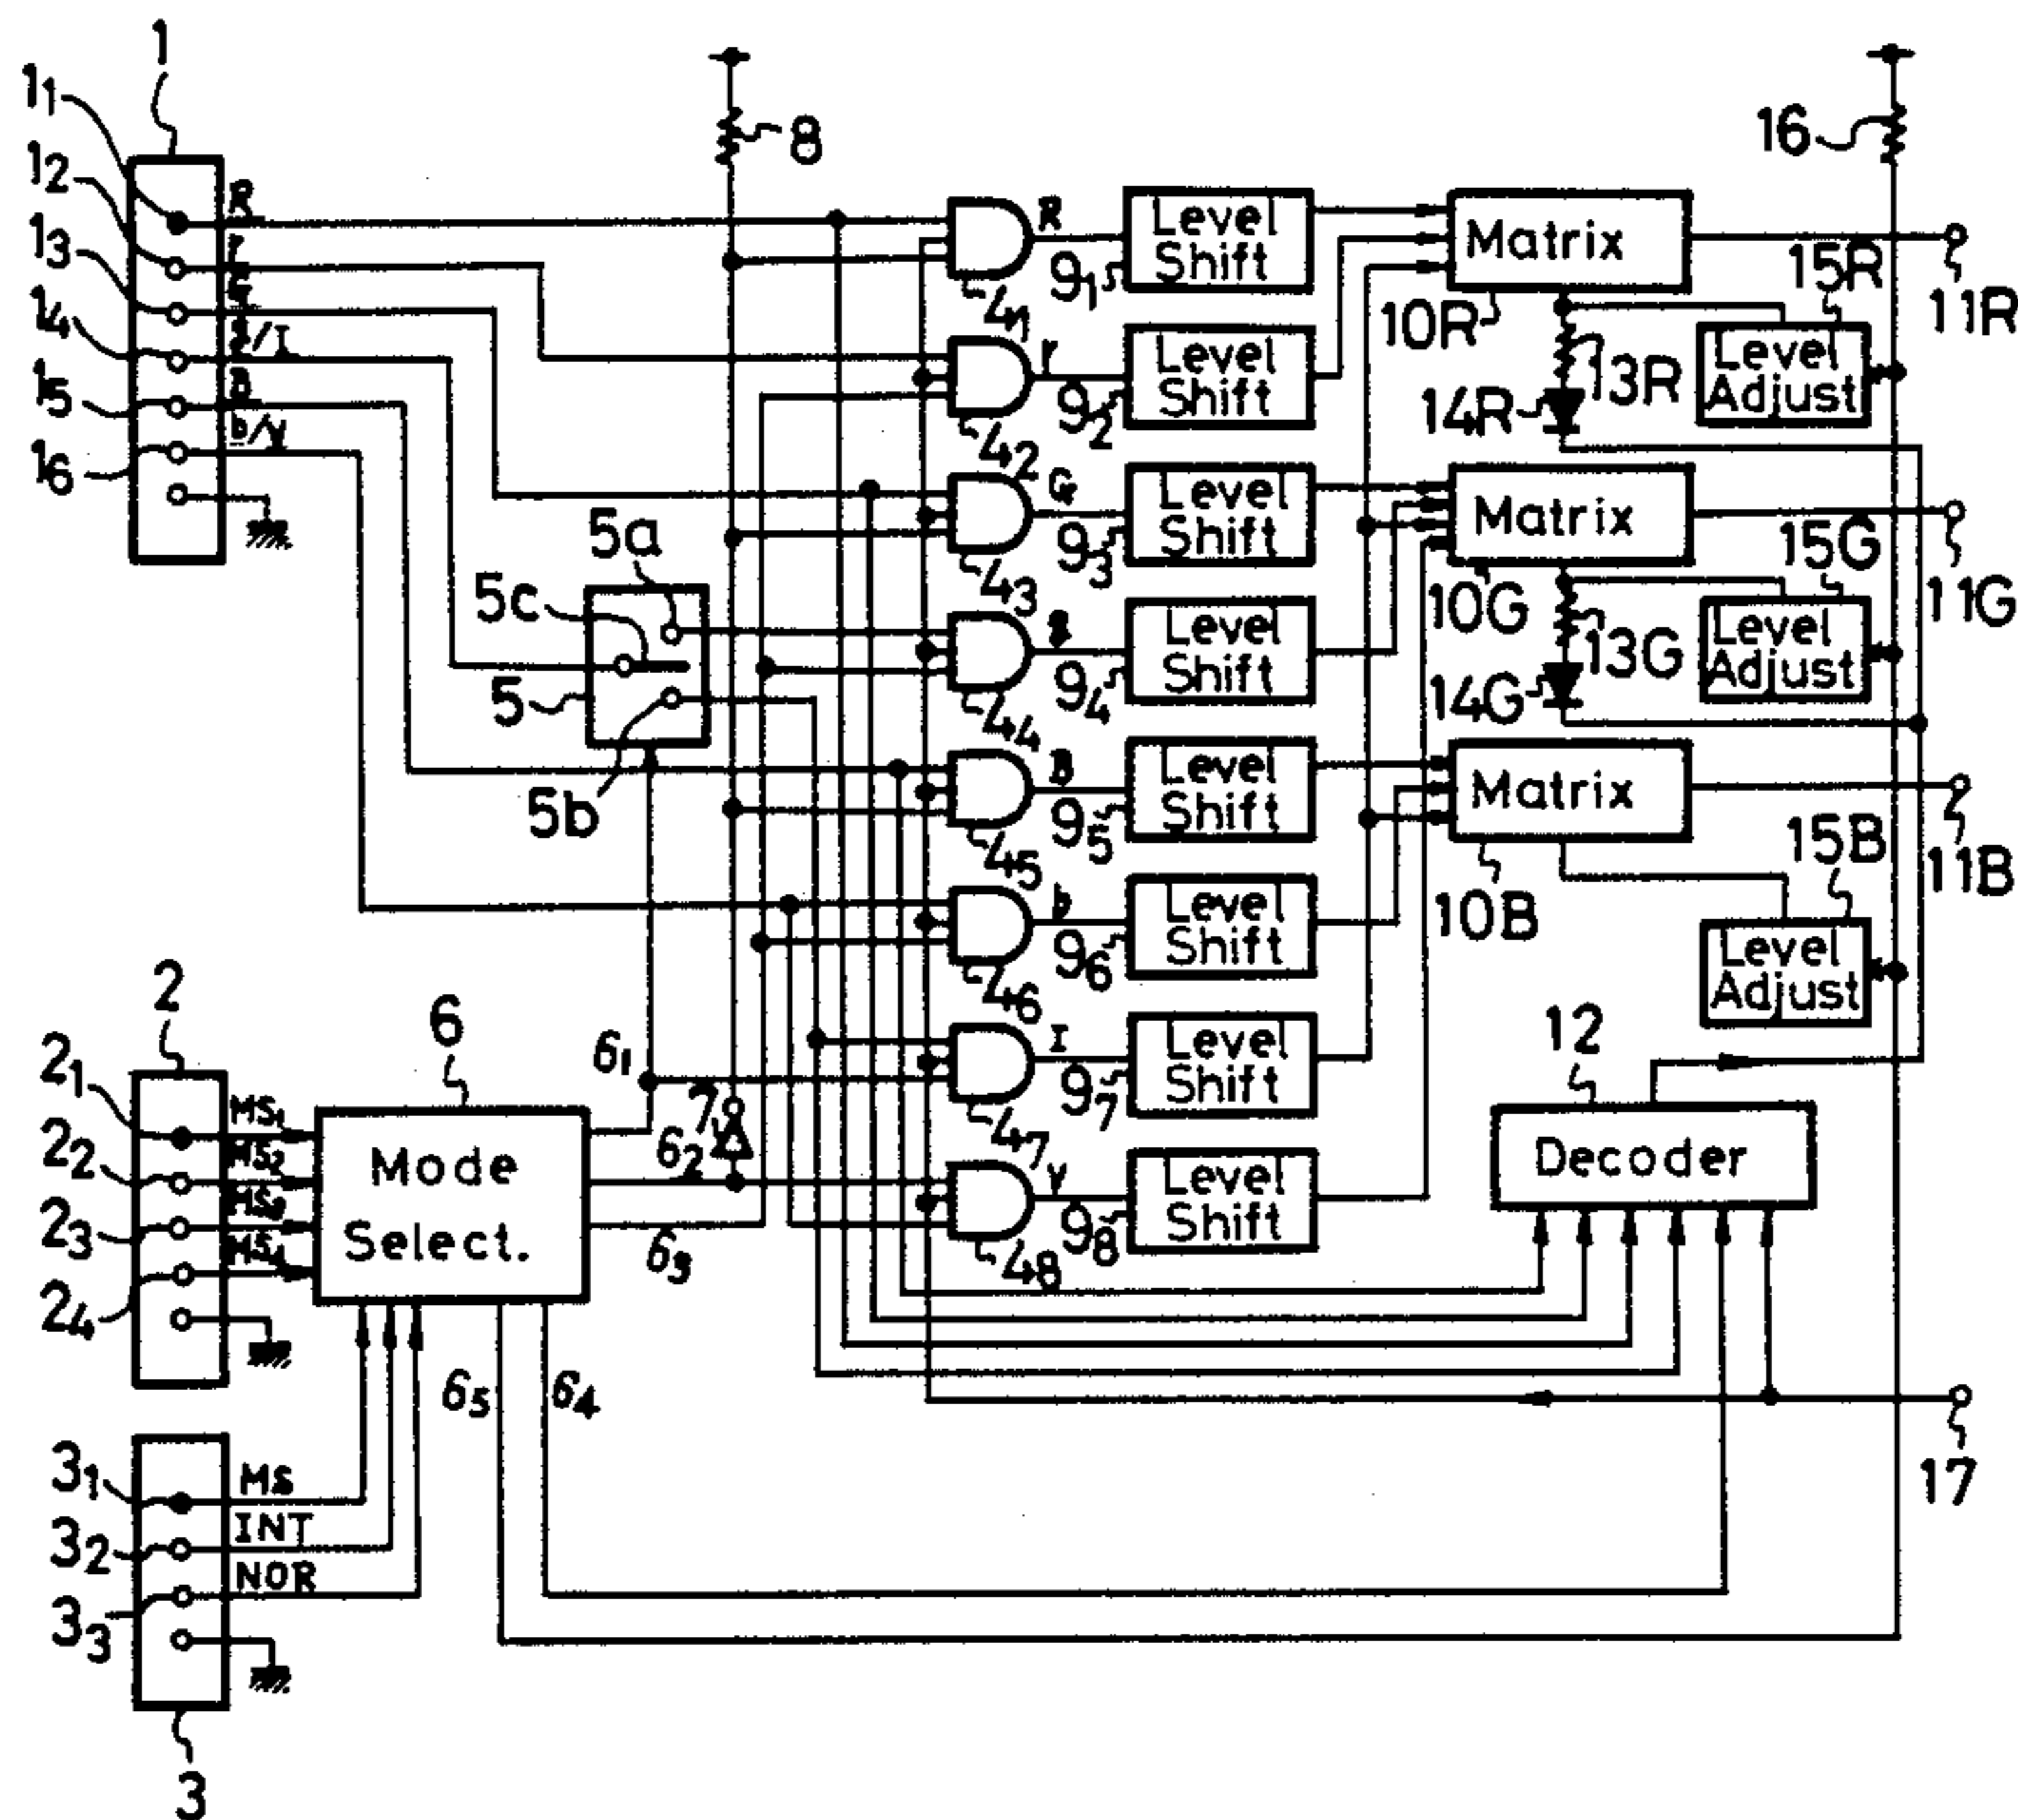 1
1₁
1₂
1₃
1₄
1₅
1₆
R
r
G
g/I
B
b/V
8
16
R
Level
Shift
9₁
4₁
Matrix
10R
15R
11R
r
Level
Shift
9₂
4₂
13R
14R
Level
Adjust
G
Level
Shift
9₃
4₃
Matrix
10G
15G
11G
5a
5c
5
5b
g
Level
Shift
9₄
4₄
13G
14G
Level
Adjust
B
Level
Shift
9₅
4₅
Matrix
10B
15B
11B
b
Level
Shift
9₆
4₆
Level
Adjust
2
2₁
2₂
2₃
2₄
MS₁
MS₂
MS₃
MS₄
6
Mode
Select.
6₁
7
6₂
6₃
6₅
6₄
I
Level
Shift
9₇
4₇
V
Level
Shift
9₈
4₈
12
Decoder
17
3₁
3₂
3₃
MS
INT
NOR
3